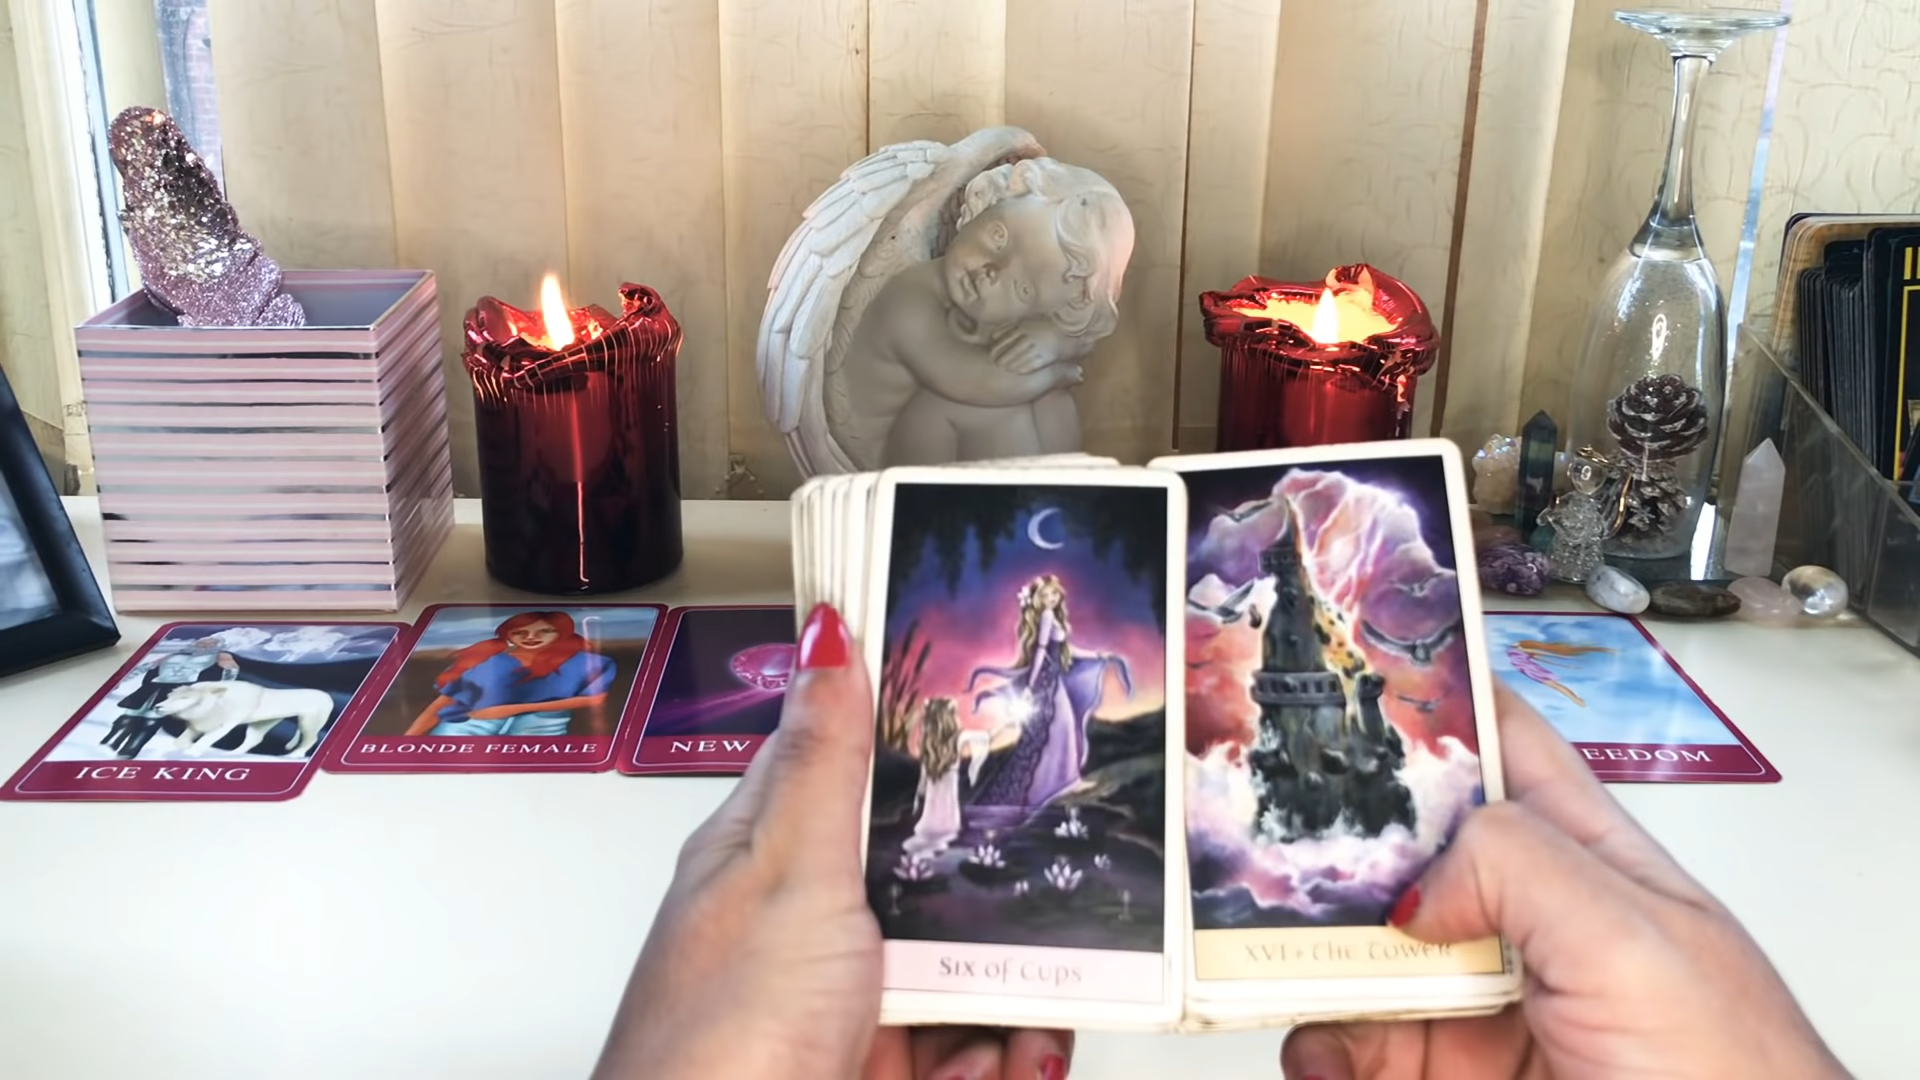 ICE KING
BLONDE FEMALE
NEW
EEDOM
Six of Cups
XVI + The Tower